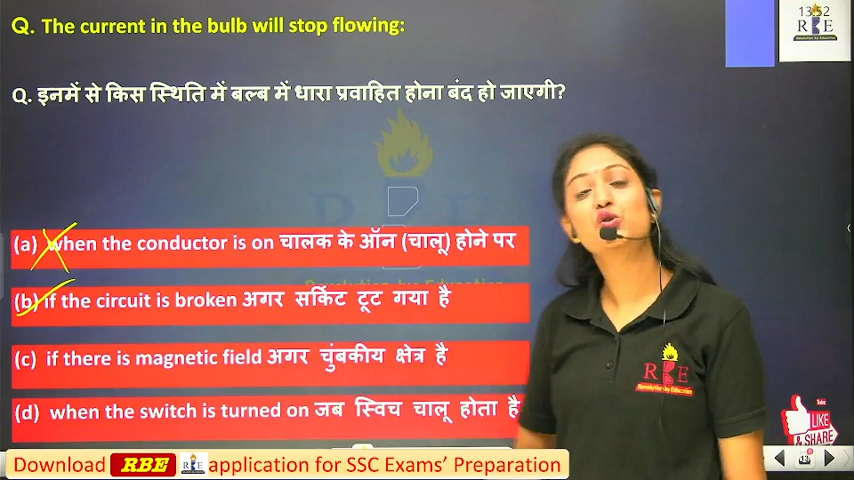 Q. The current in the bulb will stop flowing:
Q. इनमें से किस स्थिति में बल्ब में धारा प्रवाहित होना बंद हो जाएगी?
(a) when the conductor is on चालक के ऑन (चालू) होने पर
(b) if the circuit is broken अगर सर्किट टूट गया है
(c) if there is magnetic field अगर चुंबकीय क्षेत्र है
(d) when the switch is turned on जब स्विच चालू होता है
RBE
Revolution by Education
LIKE
& SHARE
Download RBE RBE application for SSC Exams' Preparation